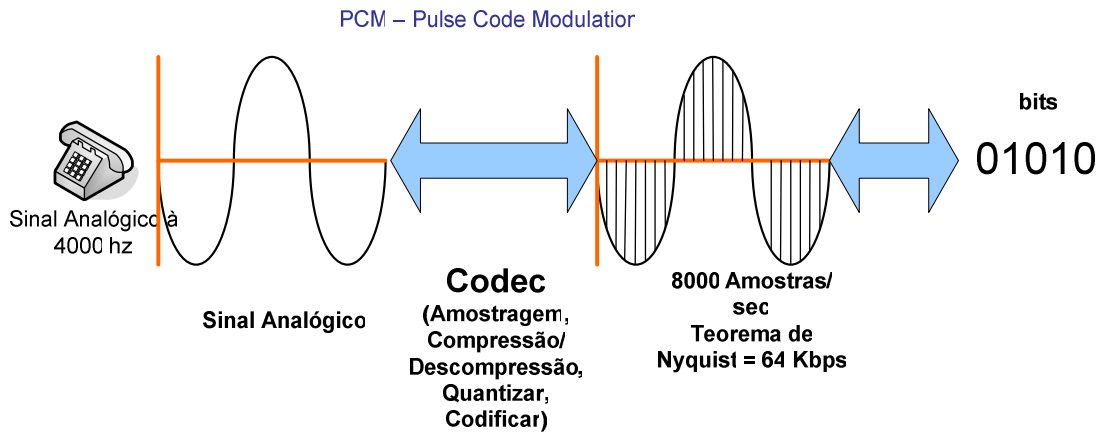 PCM – Pulse Code Modulation
Sinal Analógico à
4000 hz
Sinal Analógico
Codec
(Amostragem,
Compressão/
Descompressão,
Quantizar,
Codificar)
8000 Amostras/
sec
Teorema de
Nyquist = 64 Kbps
bits
01010